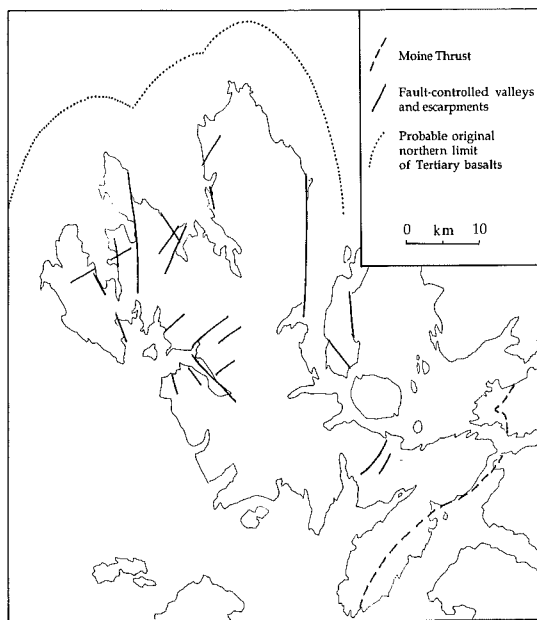 Moine Thrust
Fault-controlled valleys
and escarpments
Probable original
northern limit
of Tertiary basalts
0 km 10